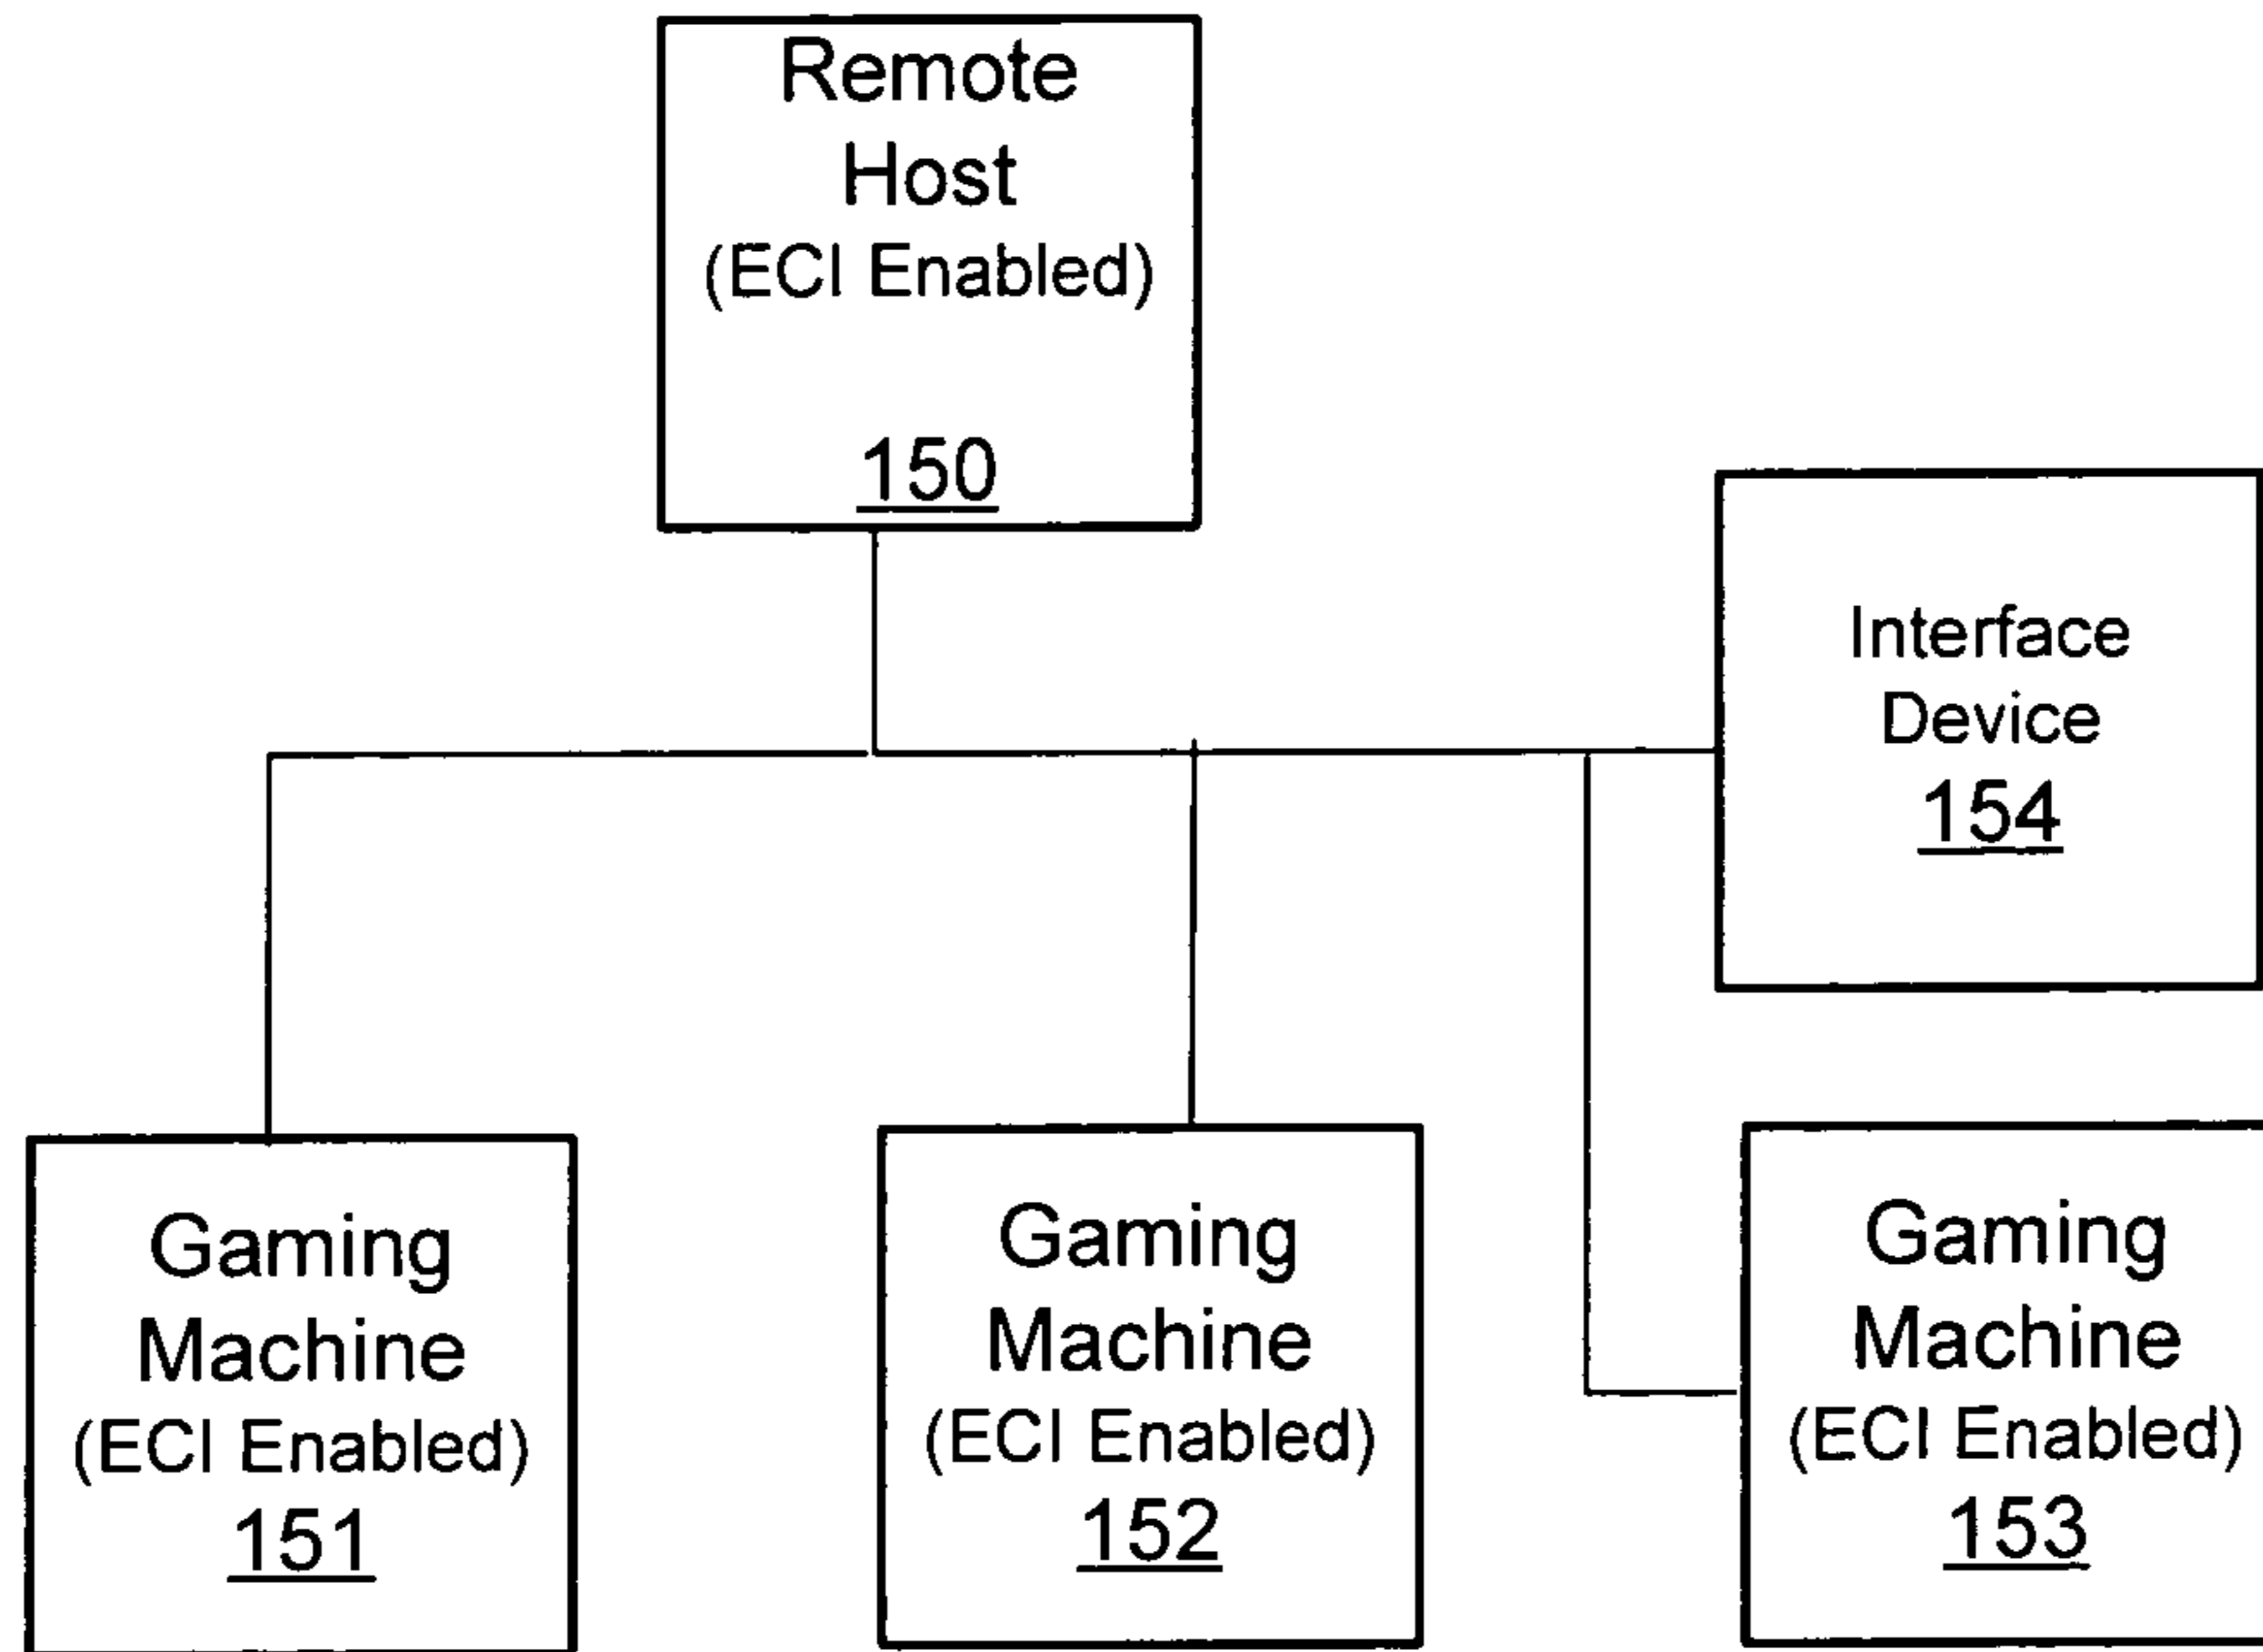 Remote
Host
(ECI Enabled)
150
Interface
Device
154
Gaming
Machine
(ECI Enabled)
151
Gaming
Machine
(ECI Enabled)
152
Gaming
Machine
(ECI Enabled)
153